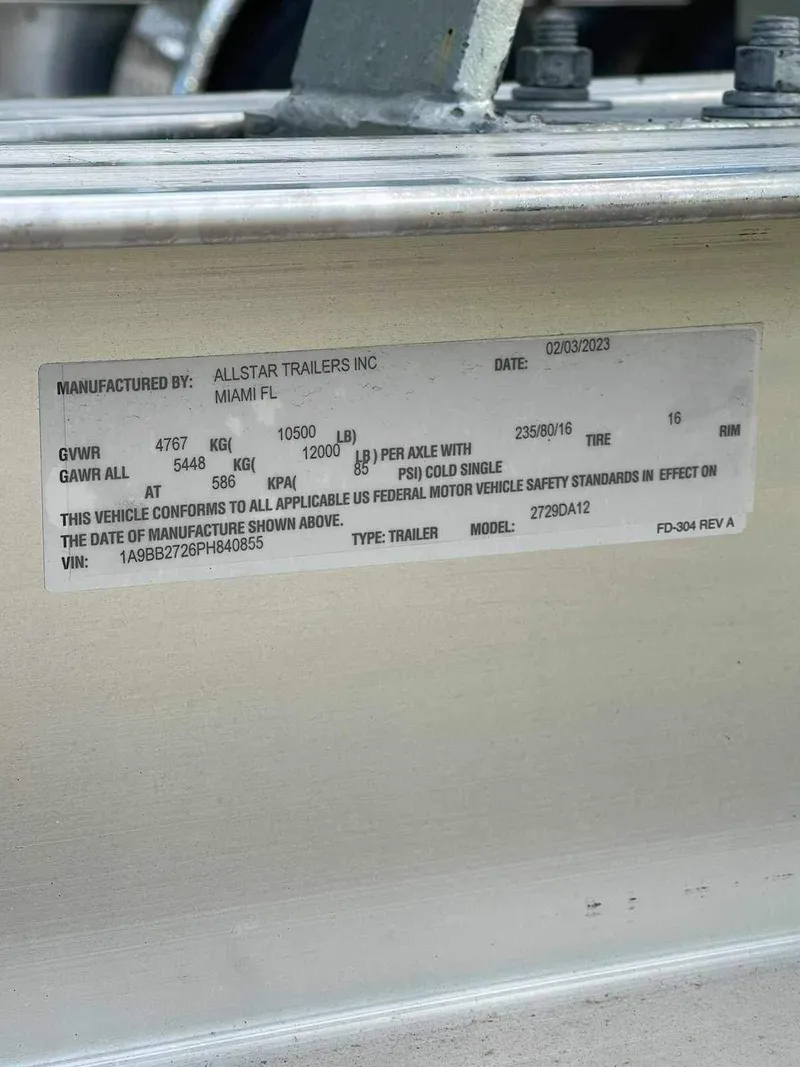 MANUFACTURED BY: ALLSTAR TRAILERS INC DATE: 02/03/2023
MIAMI FL
GVWR 4767 KG( 10500 LB)
GAWR ALL 5448 KG( 12000 LB) PER AXLE WITH 235/80/16 TIRE 16 RIM
AT 586 KPA( 85 PSI) COLD SINGLE
THIS VEHICLE CONFORMS TO ALL APPLICABLE US FEDERAL MOTOR VEHICLE SAFETY STANDARDS IN EFFECT ON
THE DATE OF MANUFACTURE SHOWN ABOVE.
VIN: 1A9BB2726PH840855 TYPE: TRAILER MODEL: 2729DA12
FD-304 REV A